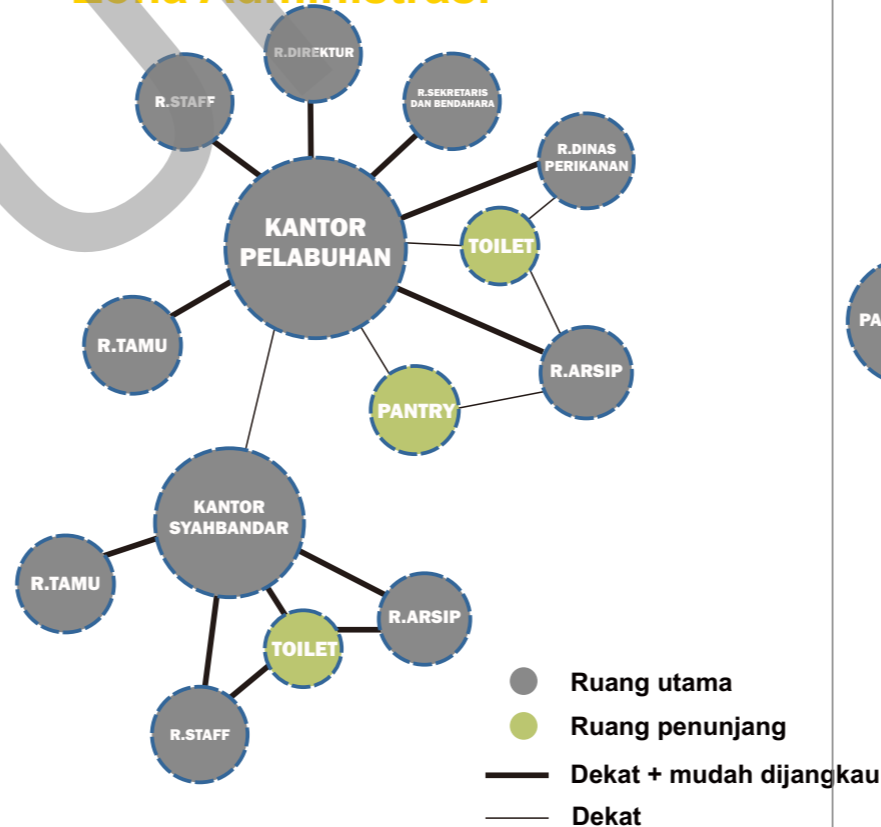 R.DIREKTUR
R.STAFF
R.SEKRETARIS
DAN BENDAHARA
R.DINAS
PERIKANAN
KANTOR
PELABUHAN
TOILET
R.TAMU
R.ARSIP
PANTRY
KANTOR
SYAHBANDAR
R.TAMU
R.ARSIP
TOILET
R.STAFF
Ruang utama
Ruang penunjang
Dekat + mudah dijangkau
Dekat